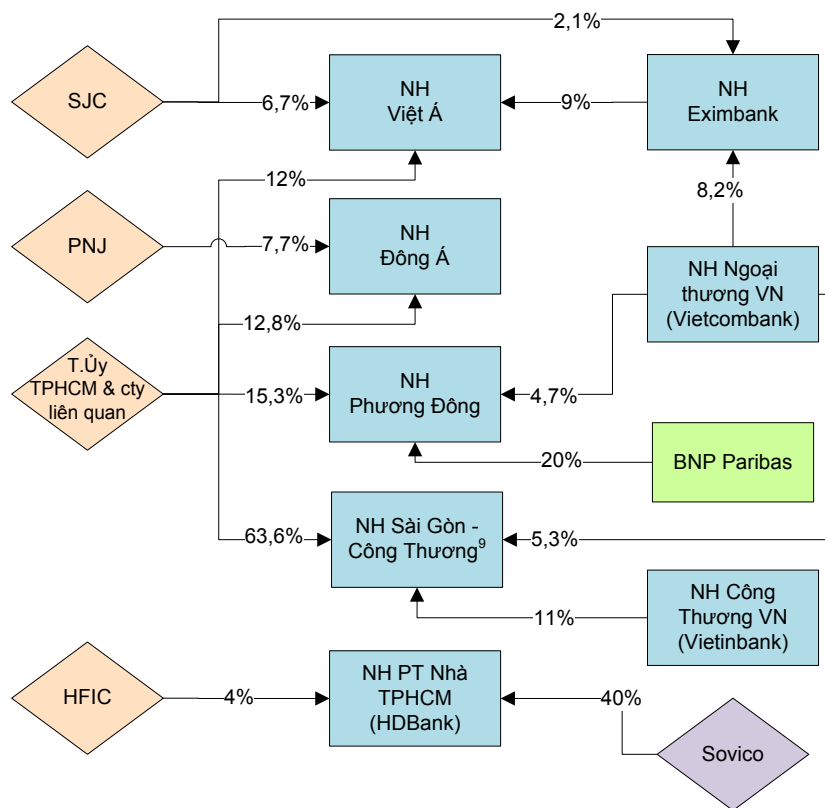 2,1%
SJC
6,7%
NH
Việt Á
9%
NH
Eximbank
12%
8,2%
PNJ
7,7%
NH
Đông Á
NH Ngoại
thương VN
(Vietcombank)
12,8%
T.Ủy
TPHCM & cty
liên quan
15,3%
NH
Phương Đông
4,7%
20%
BNP Paribas
63,6%
NH Sài Gòn -
Công Thương⁹
5,3%
11%
NH Công
Thương VN
(Vietinbank)
HFIC
4%
NH PT Nhà
TPHCM
(HDBank)
40%
Sovico